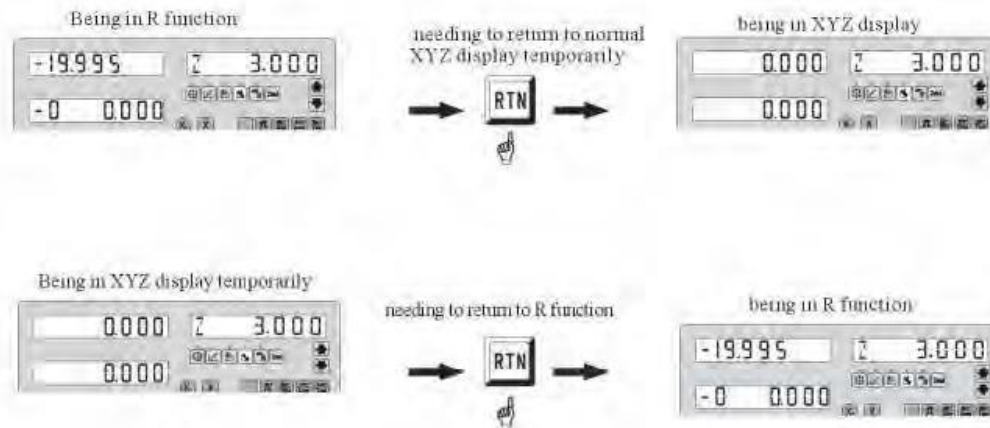 Being in R function
needing to return to normal
XYZ display temporarily
being in XYZ display
-19.995
Z 3.000
-0 0.000
RTN
0.000
Z 3.000
0.000
Being in XYZ display temporarily
needing to return to R function
being in R function
0.000
Z 3.000
0.000
RTN
-19.995
Z 3.000
-0 0.000